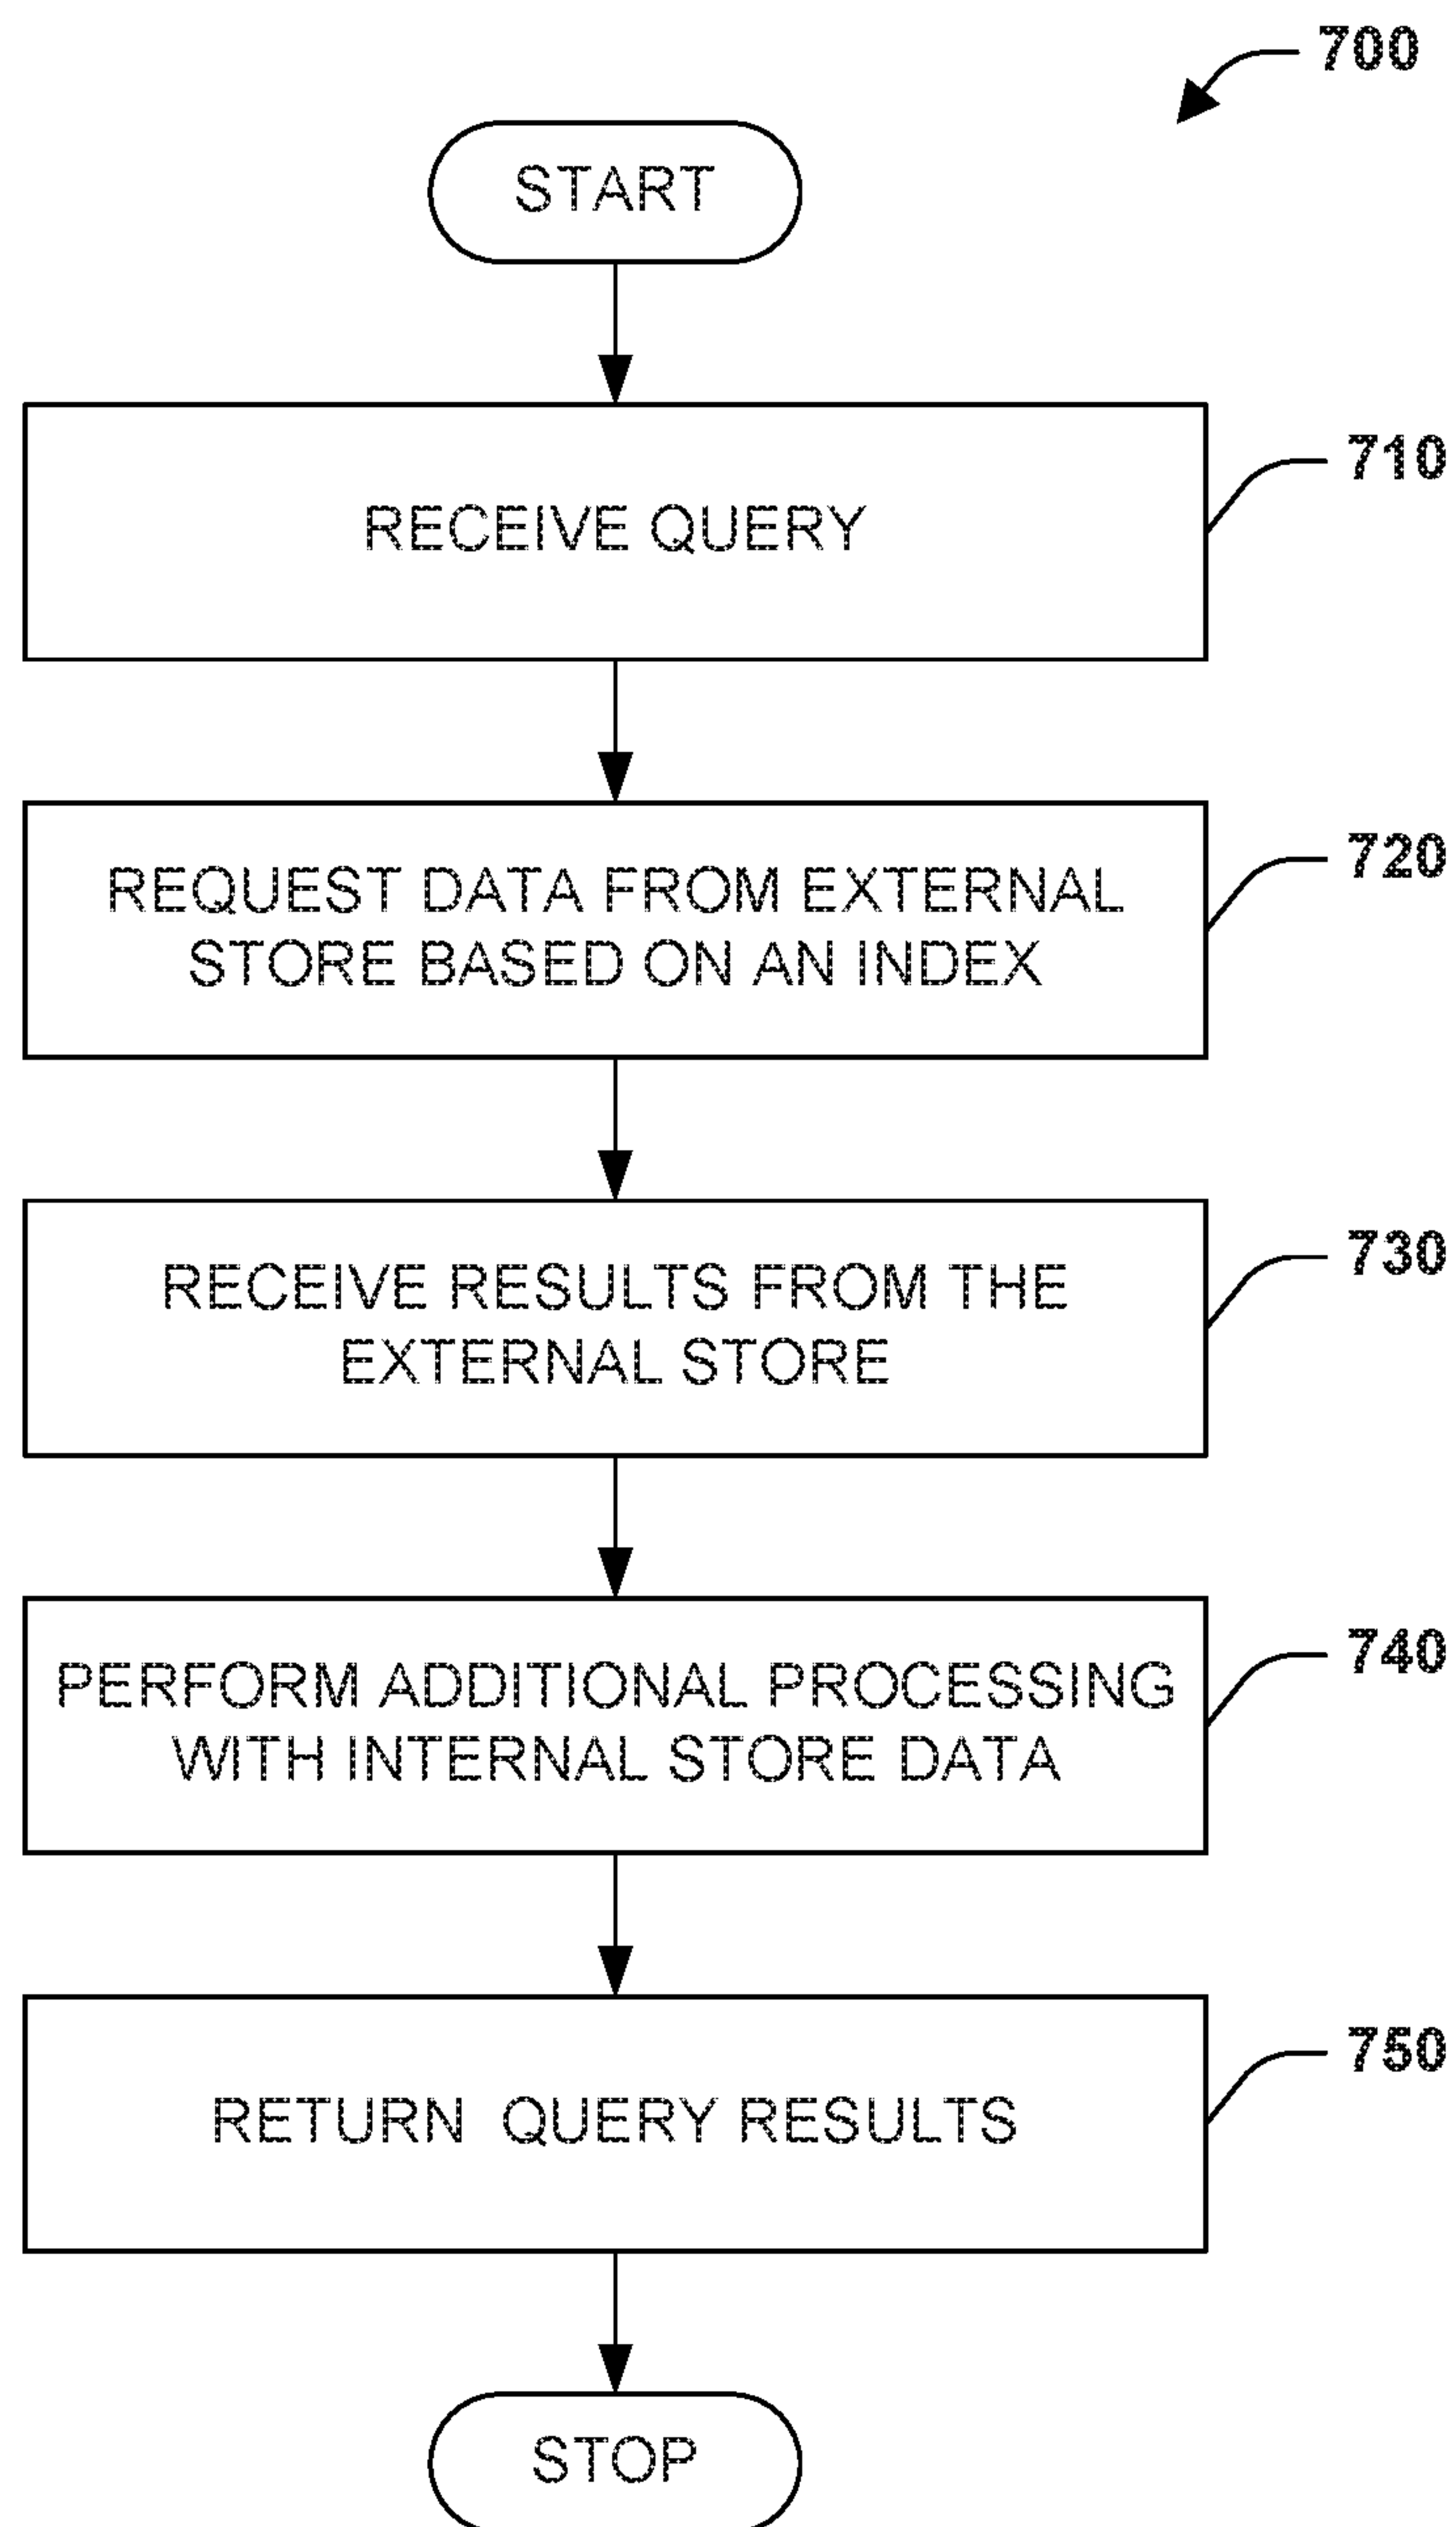 700
START
RECEIVE QUERY
710
REQUEST DATA FROM EXTERNAL
STORE BASED ON AN INDEX
720
RECEIVE RESULTS FROM THE
EXTERNAL STORE
730
PERFORM ADDITIONAL PROCESSING
WITH INTERNAL STORE DATA
740
RETURN QUERY RESULTS
750
STOP